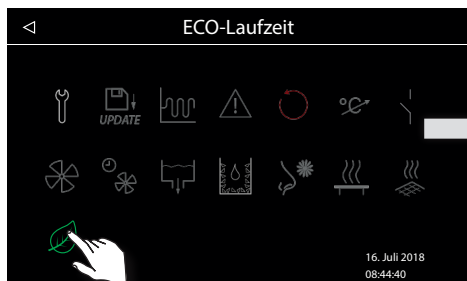 ECO-Laufzeit
UPDATE
°C
16. Juli 2018
08:44:40